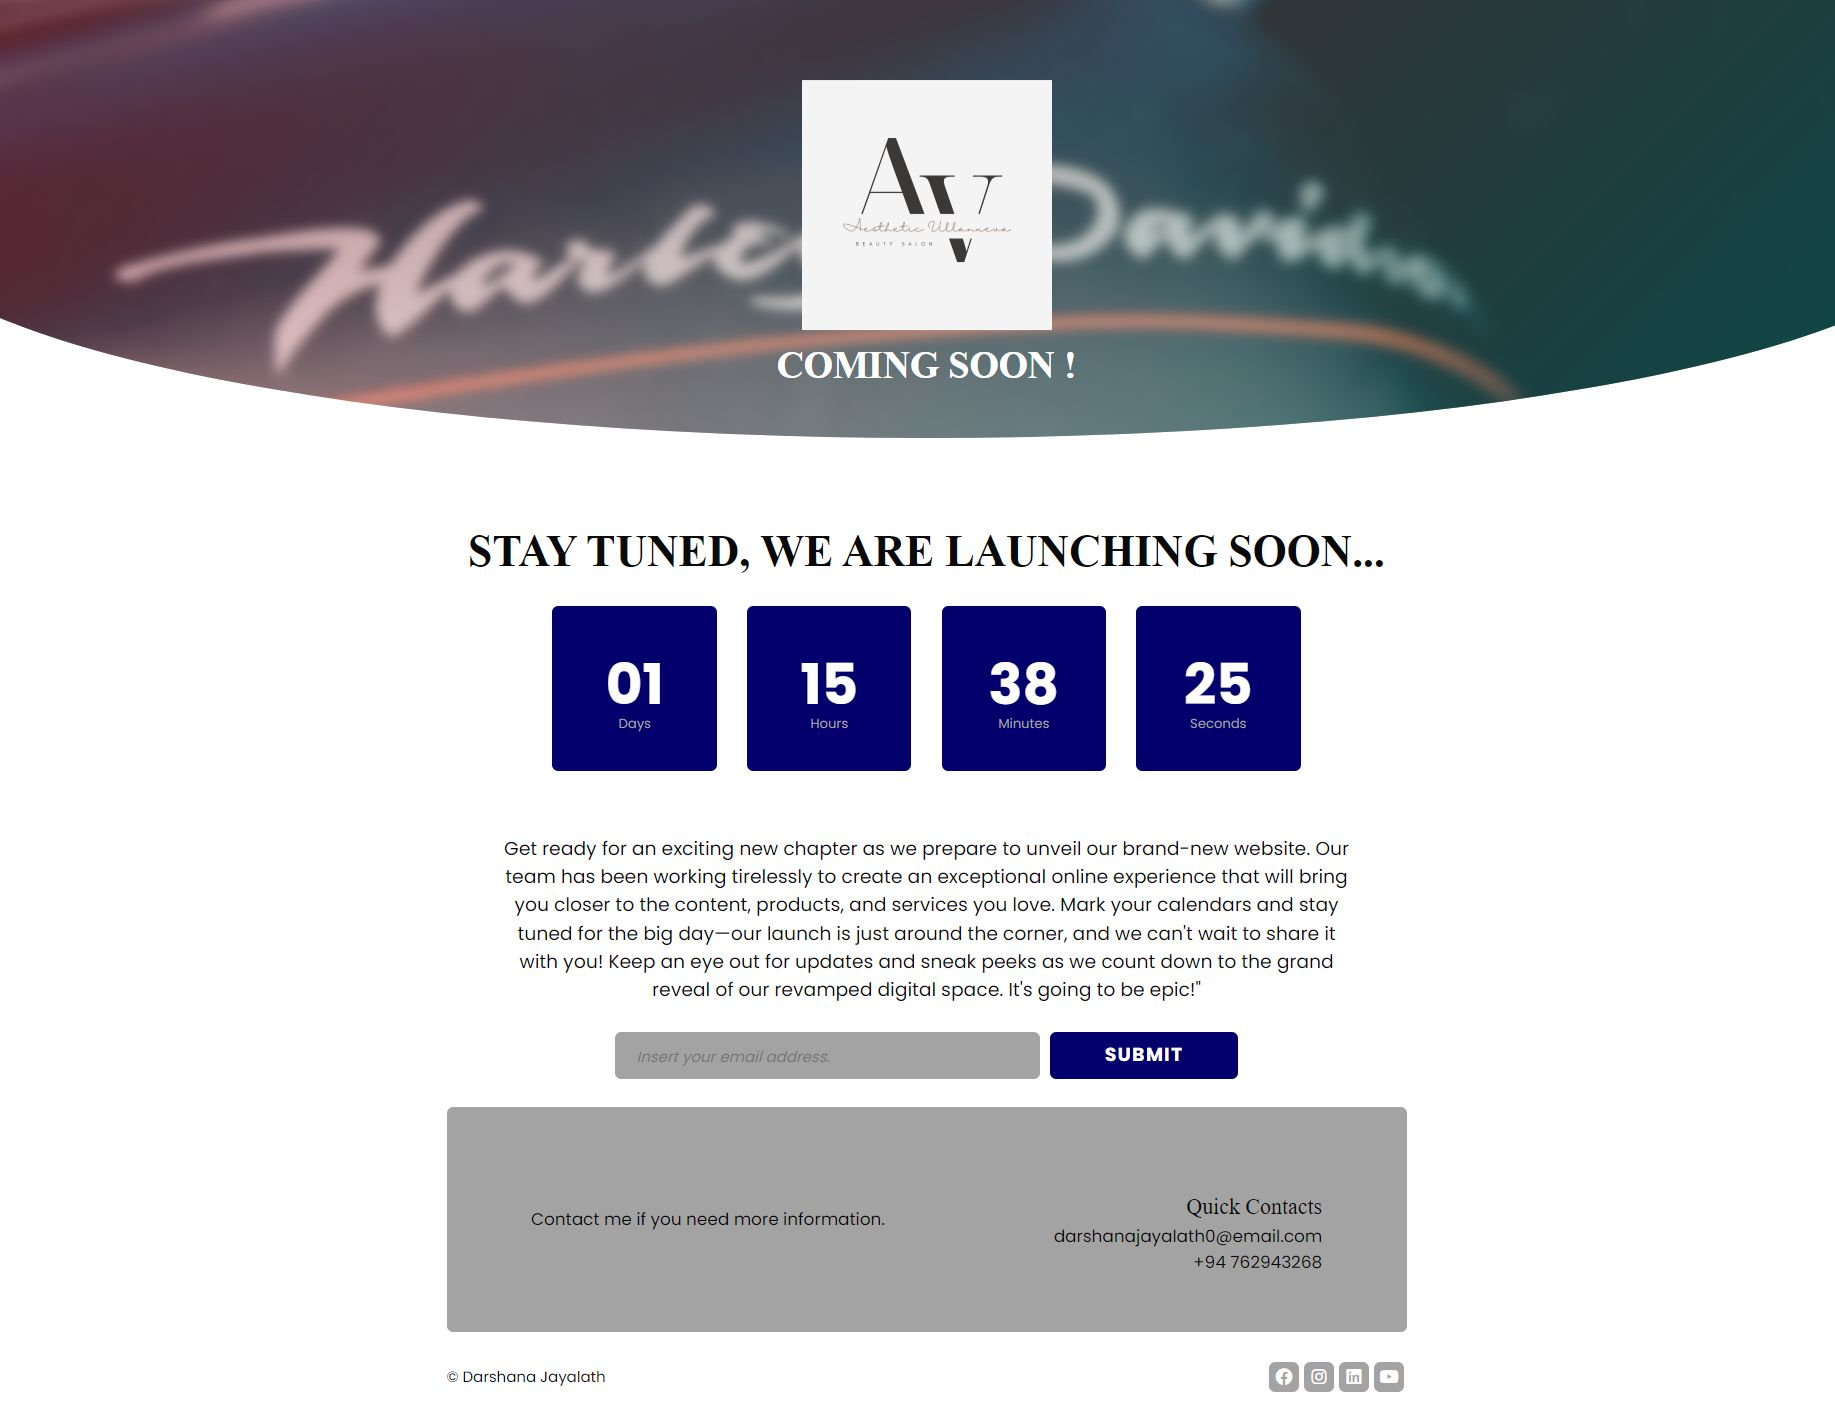 Harley-Davidson
AV
Aesthetic Villanueva
BEAUTY SALON
COMING SOON !
STAY TUNED, WE ARE LAUNCHING SOON...
01 15 38 25
Days Hours Minutes Seconds
Get ready for an exciting new chapter as we prepare to unveil our brand-new website. Our
team has been working tirelessly to create an exceptional online experience that will bring
you closer to the content, products, and services you love. Mark your calendars and stay
tuned for the big day—our launch is just around the corner, and we can't wait to share it
with you! Keep an eye out for updates and sneak peeks as we count down to the grand
reveal of our revamped digital space. It's going to be epic!"
Insert your email address. SUBMIT
Contact me if you need more information.
Quick Contacts
darshanajayalath0@email.com
+94 762943268
© Darshana Jayalath